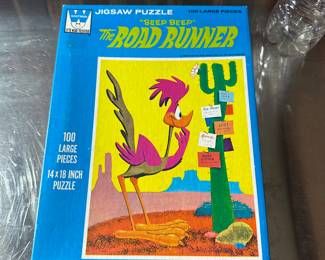 JIGSAW PUZZLE
100 LARGE PIECES
"BEEP BEEP"
The ROAD RUNNER
100
LARGE
PIECES
14 x 18 INCH
PUZZLE